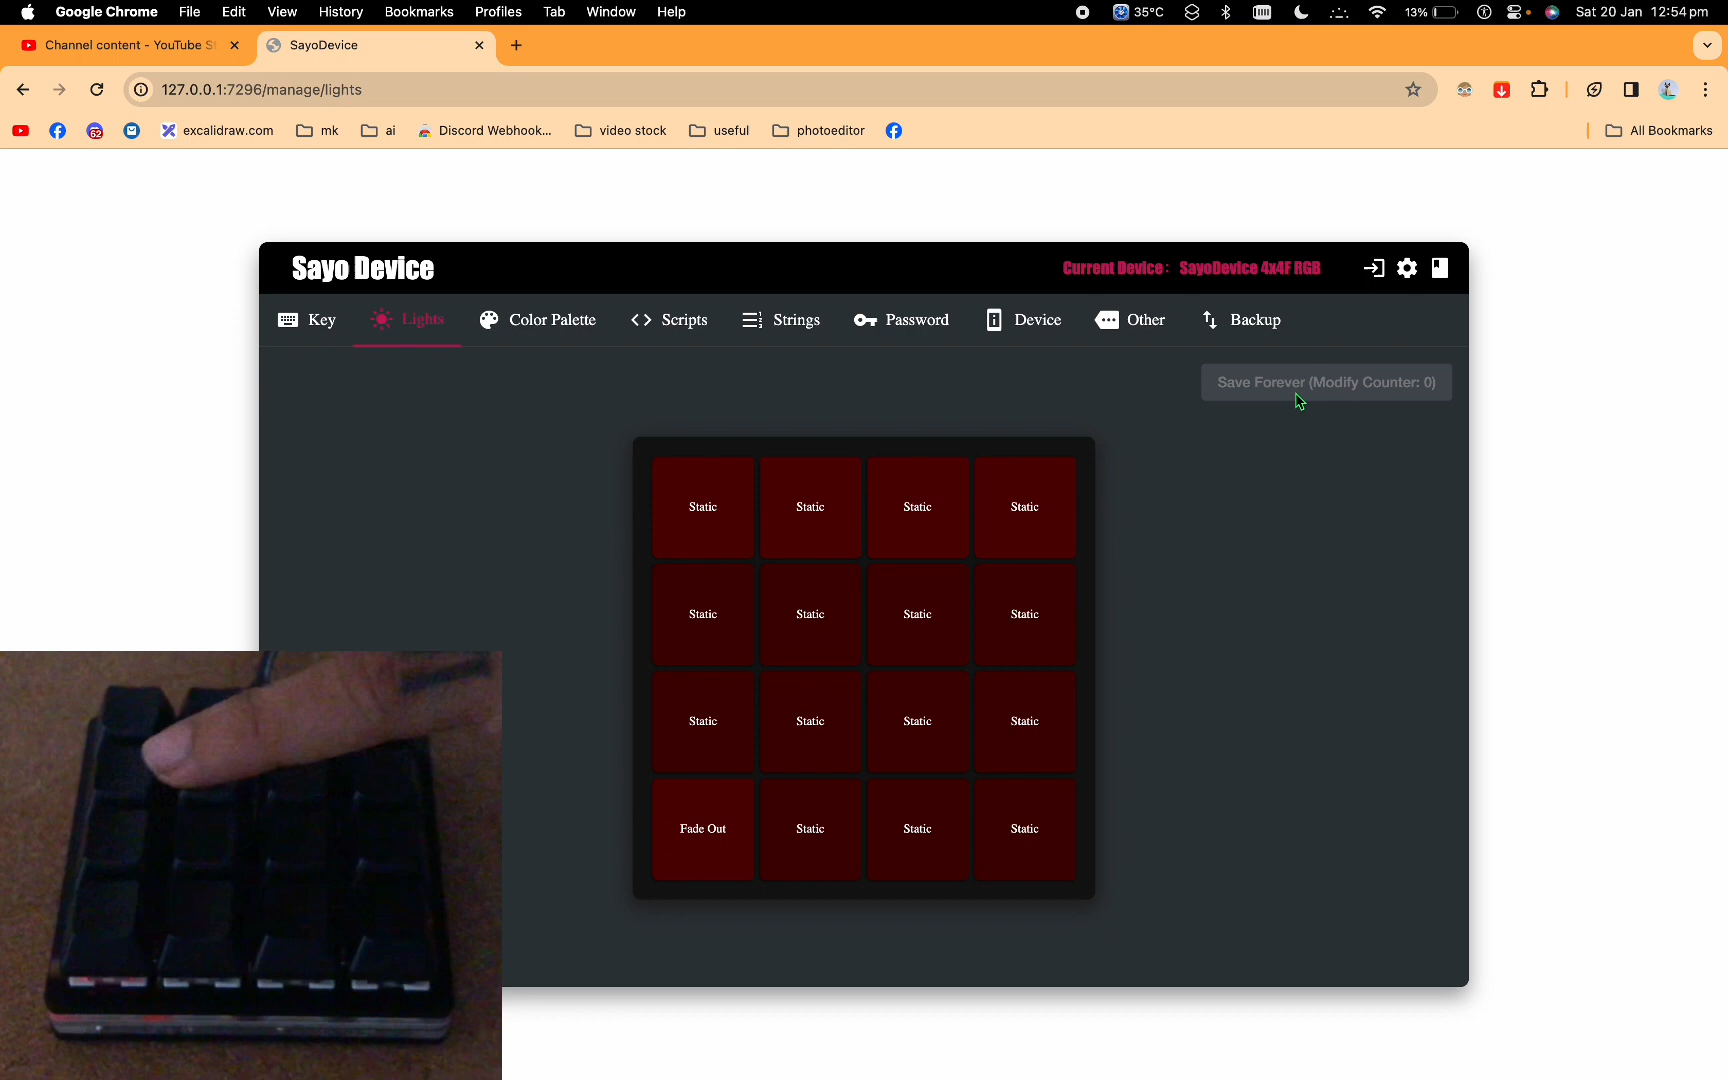 Google Chrome File Edit View History Bookmarks Profiles Tab Window Help 35°C 13% Sat 20 Jan 12:54 pm
Channel content - YouTube St SayoDevice
127.0.0.1:7296/manage/lights
62 excalidraw.com mk ai Discord Webhook... video stock useful photoeditor All Bookmarks
Sayo Device Current Device: SayoDevice 4x4F RGB
Key Lights Color Palette Scripts Strings Password Device Other Backup
Save Forever (Modify Counter: 0)
Static Static Static Static
Static Static Static Static
Static Static Static Static
Fade Out Static Static Static